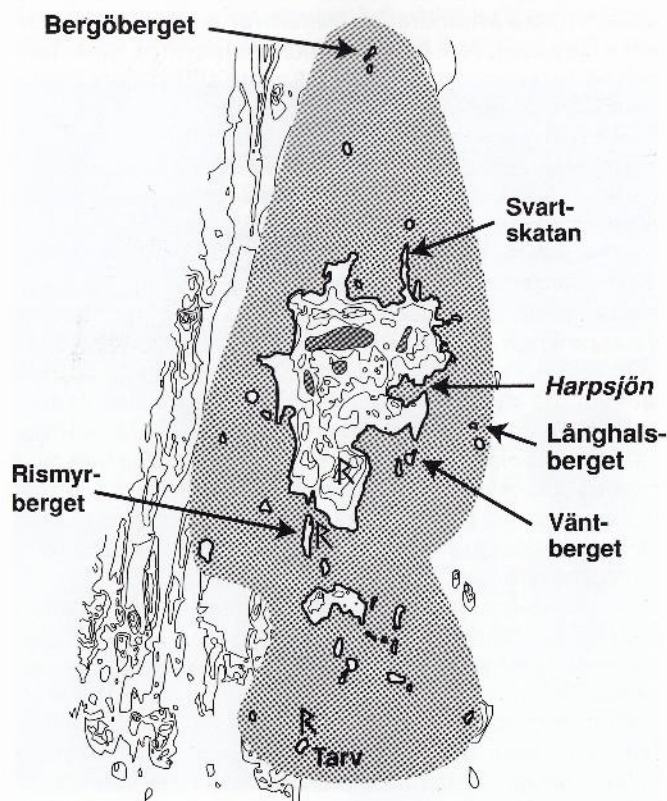 Bergöberget
Svart-
skatan
Harpsjön
Långhals-
berget
Rismyr-
berget
Vänt-
berget
R
R
R
Tarv